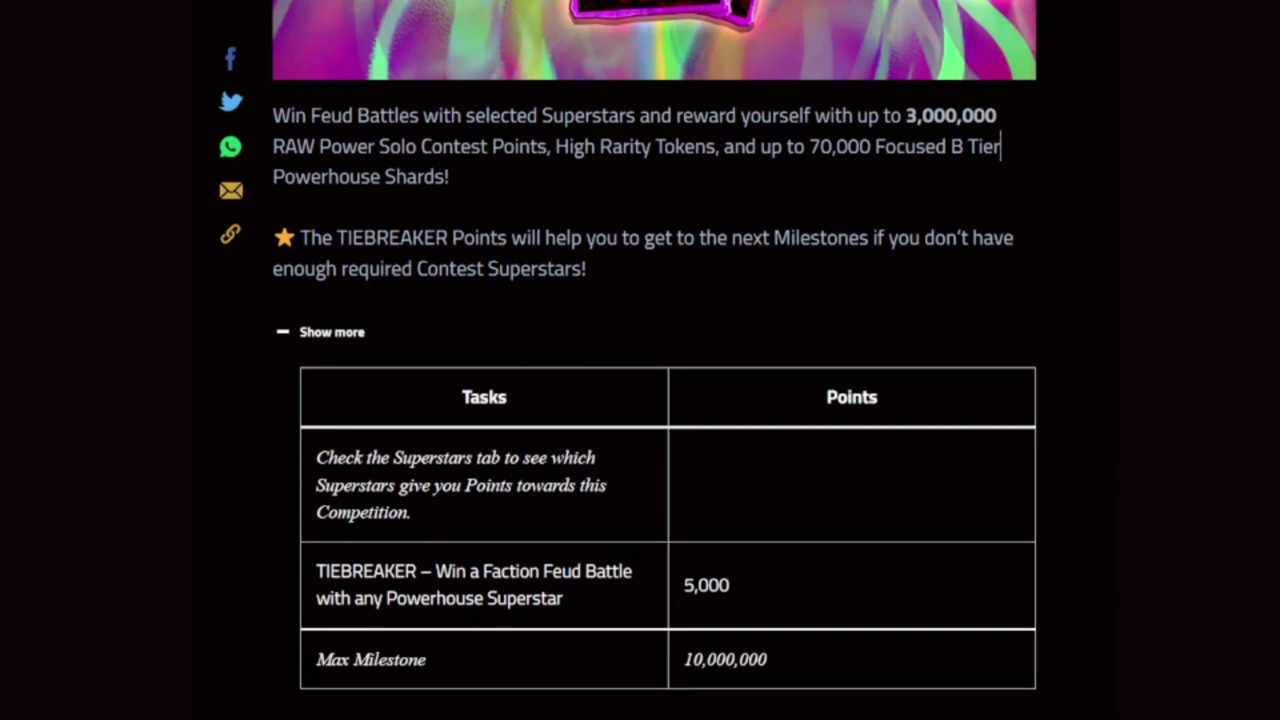 Win Feud Battles with selected Superstars and reward yourself with up to 3,000,000
RAW Power Solo Contest Points, High Rarity Tokens, and up to 70,000 Focused B Tier
Powerhouse Shards!
⭐ The TIEBREAKER Points will help you to get to the next Milestones if you don’t have
enough required Contest Superstars!
Show more
Tasks
Points
Check the Superstars tab to see which
Superstars give you Points towards this
Competition.
TIEBREAKER – Win a Faction Feud Battle
with any Powerhouse Superstar
5,000
Max Milestone
10,000,000